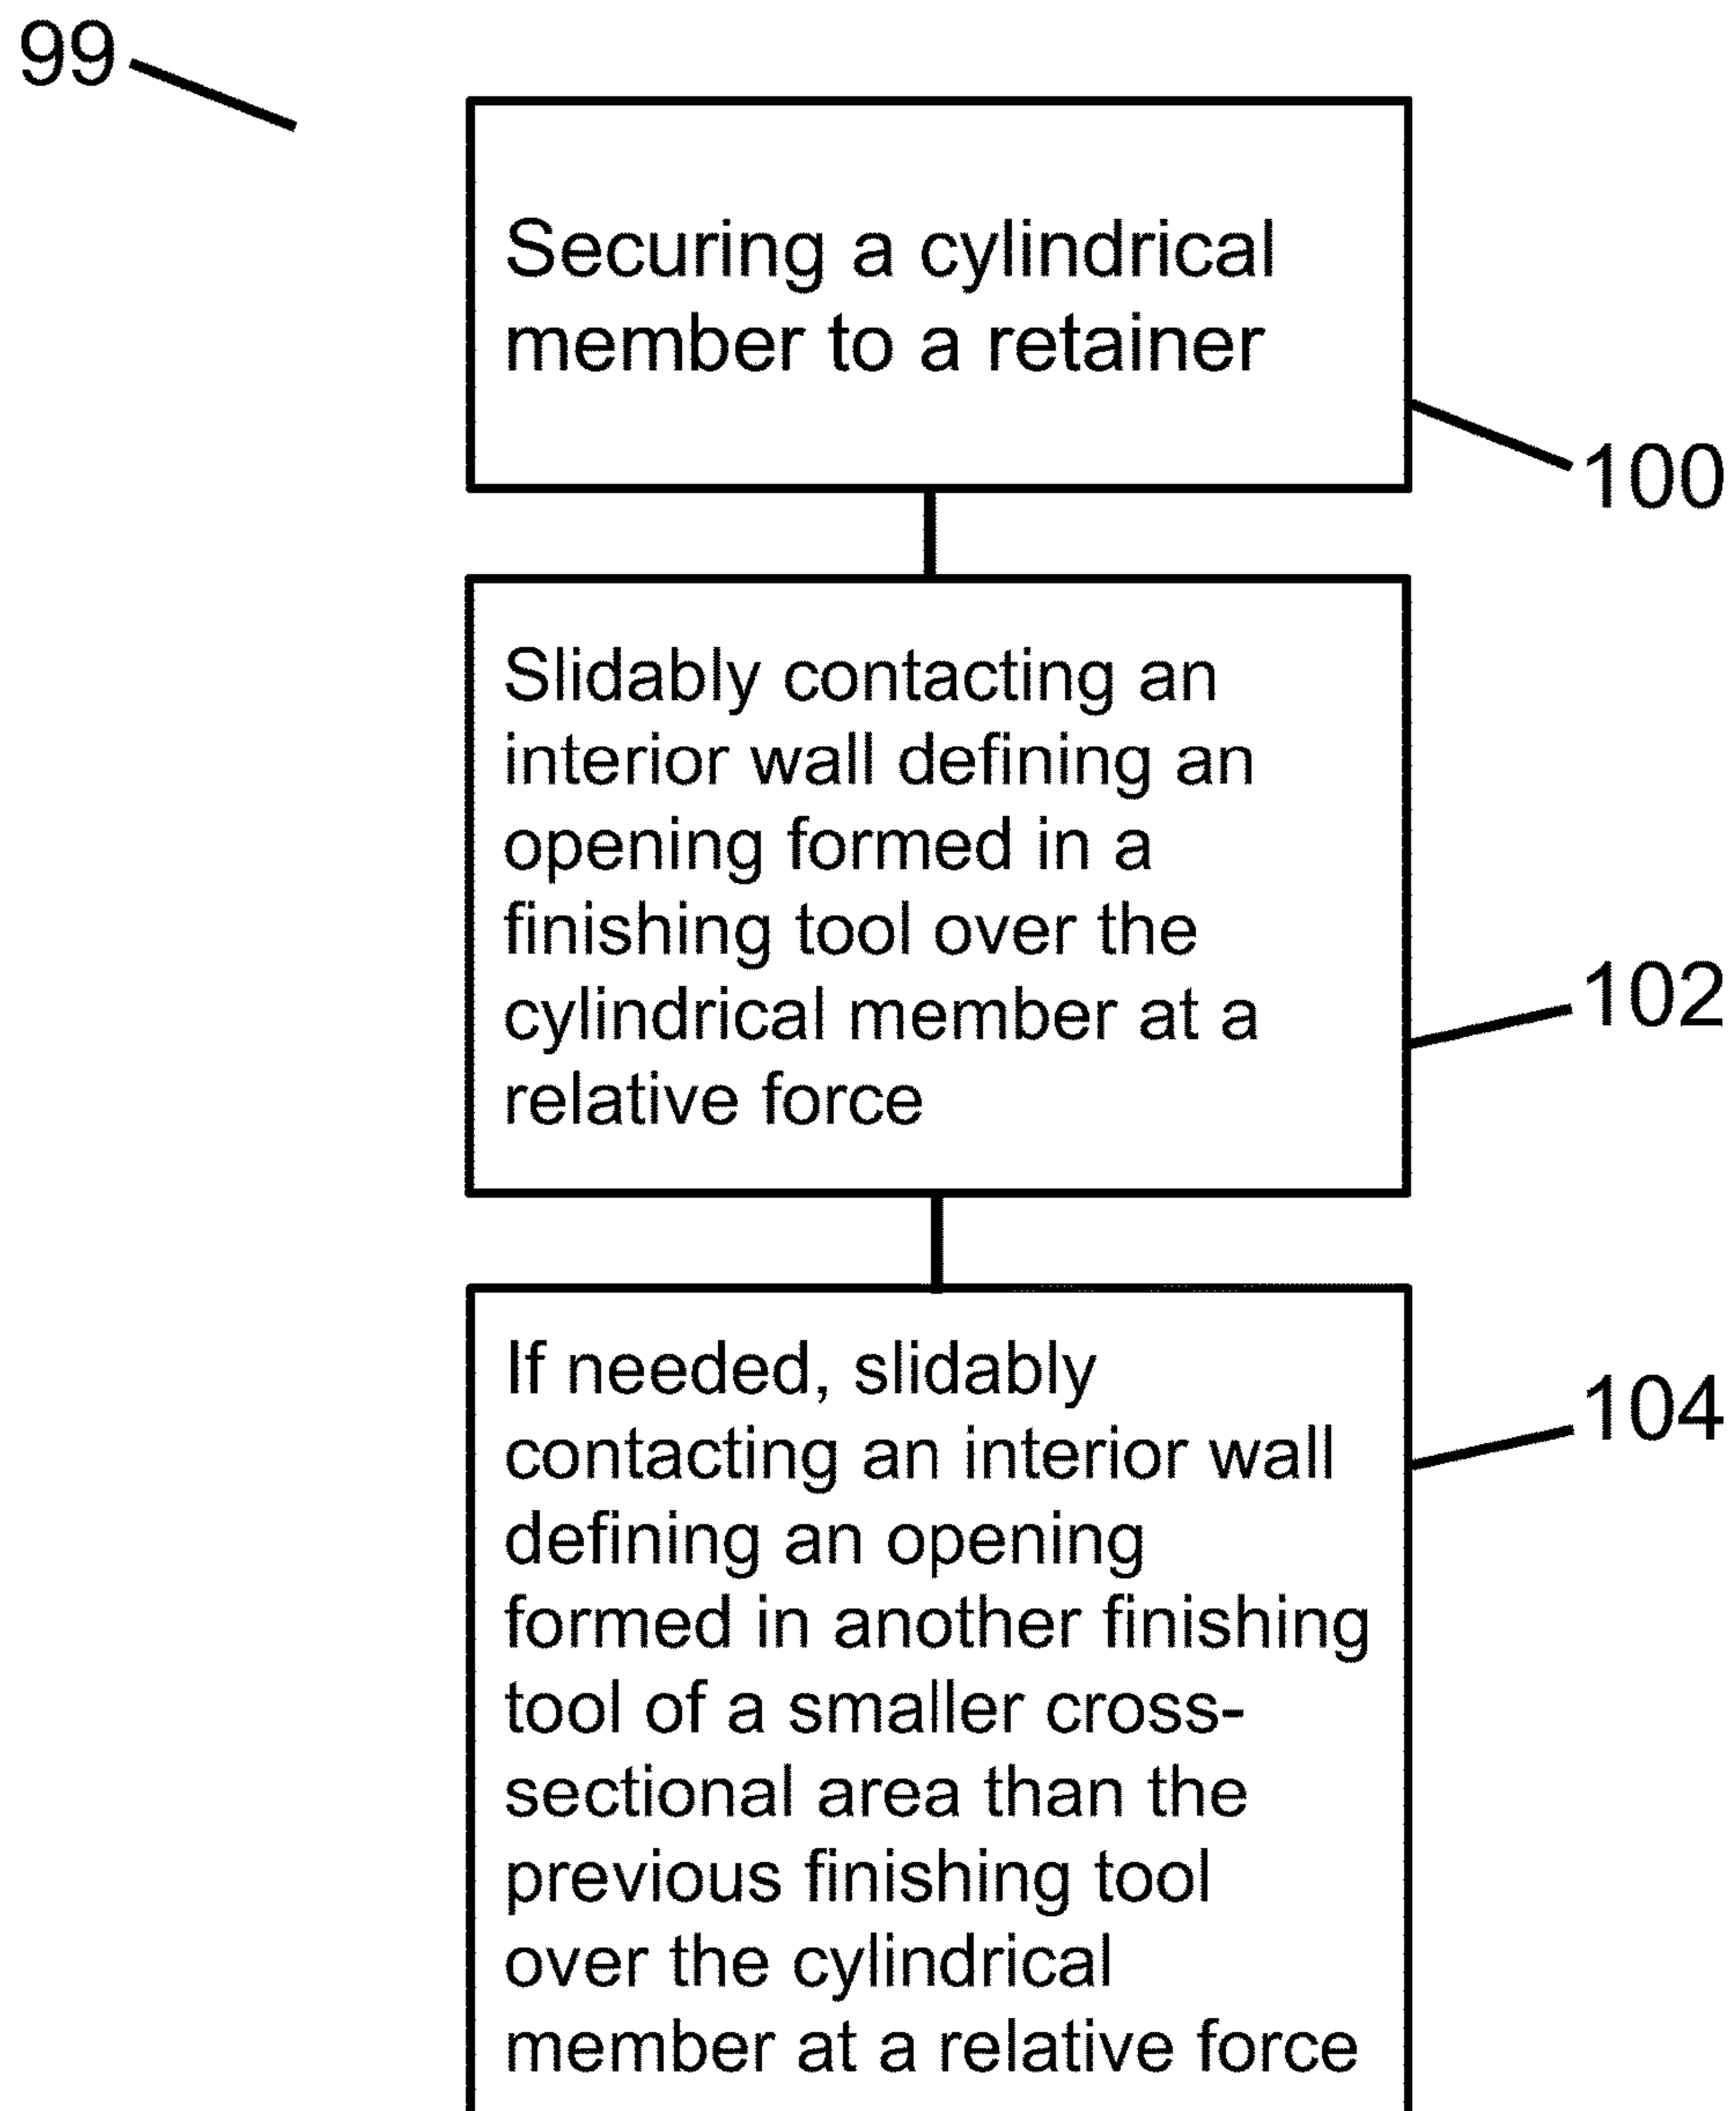 99
Securing a cylindrical
member to a retainer
100
Slidably contacting an
interior wall defining an
opening formed in a
finishing tool over the
cylindrical member at a
relative force
102
If needed, slidably
contacting an interior wall
defining an opening
formed in another finishing
tool of a smaller cross-
sectional area than the
previous finishing tool
over the cylindrical
member at a relative force
104